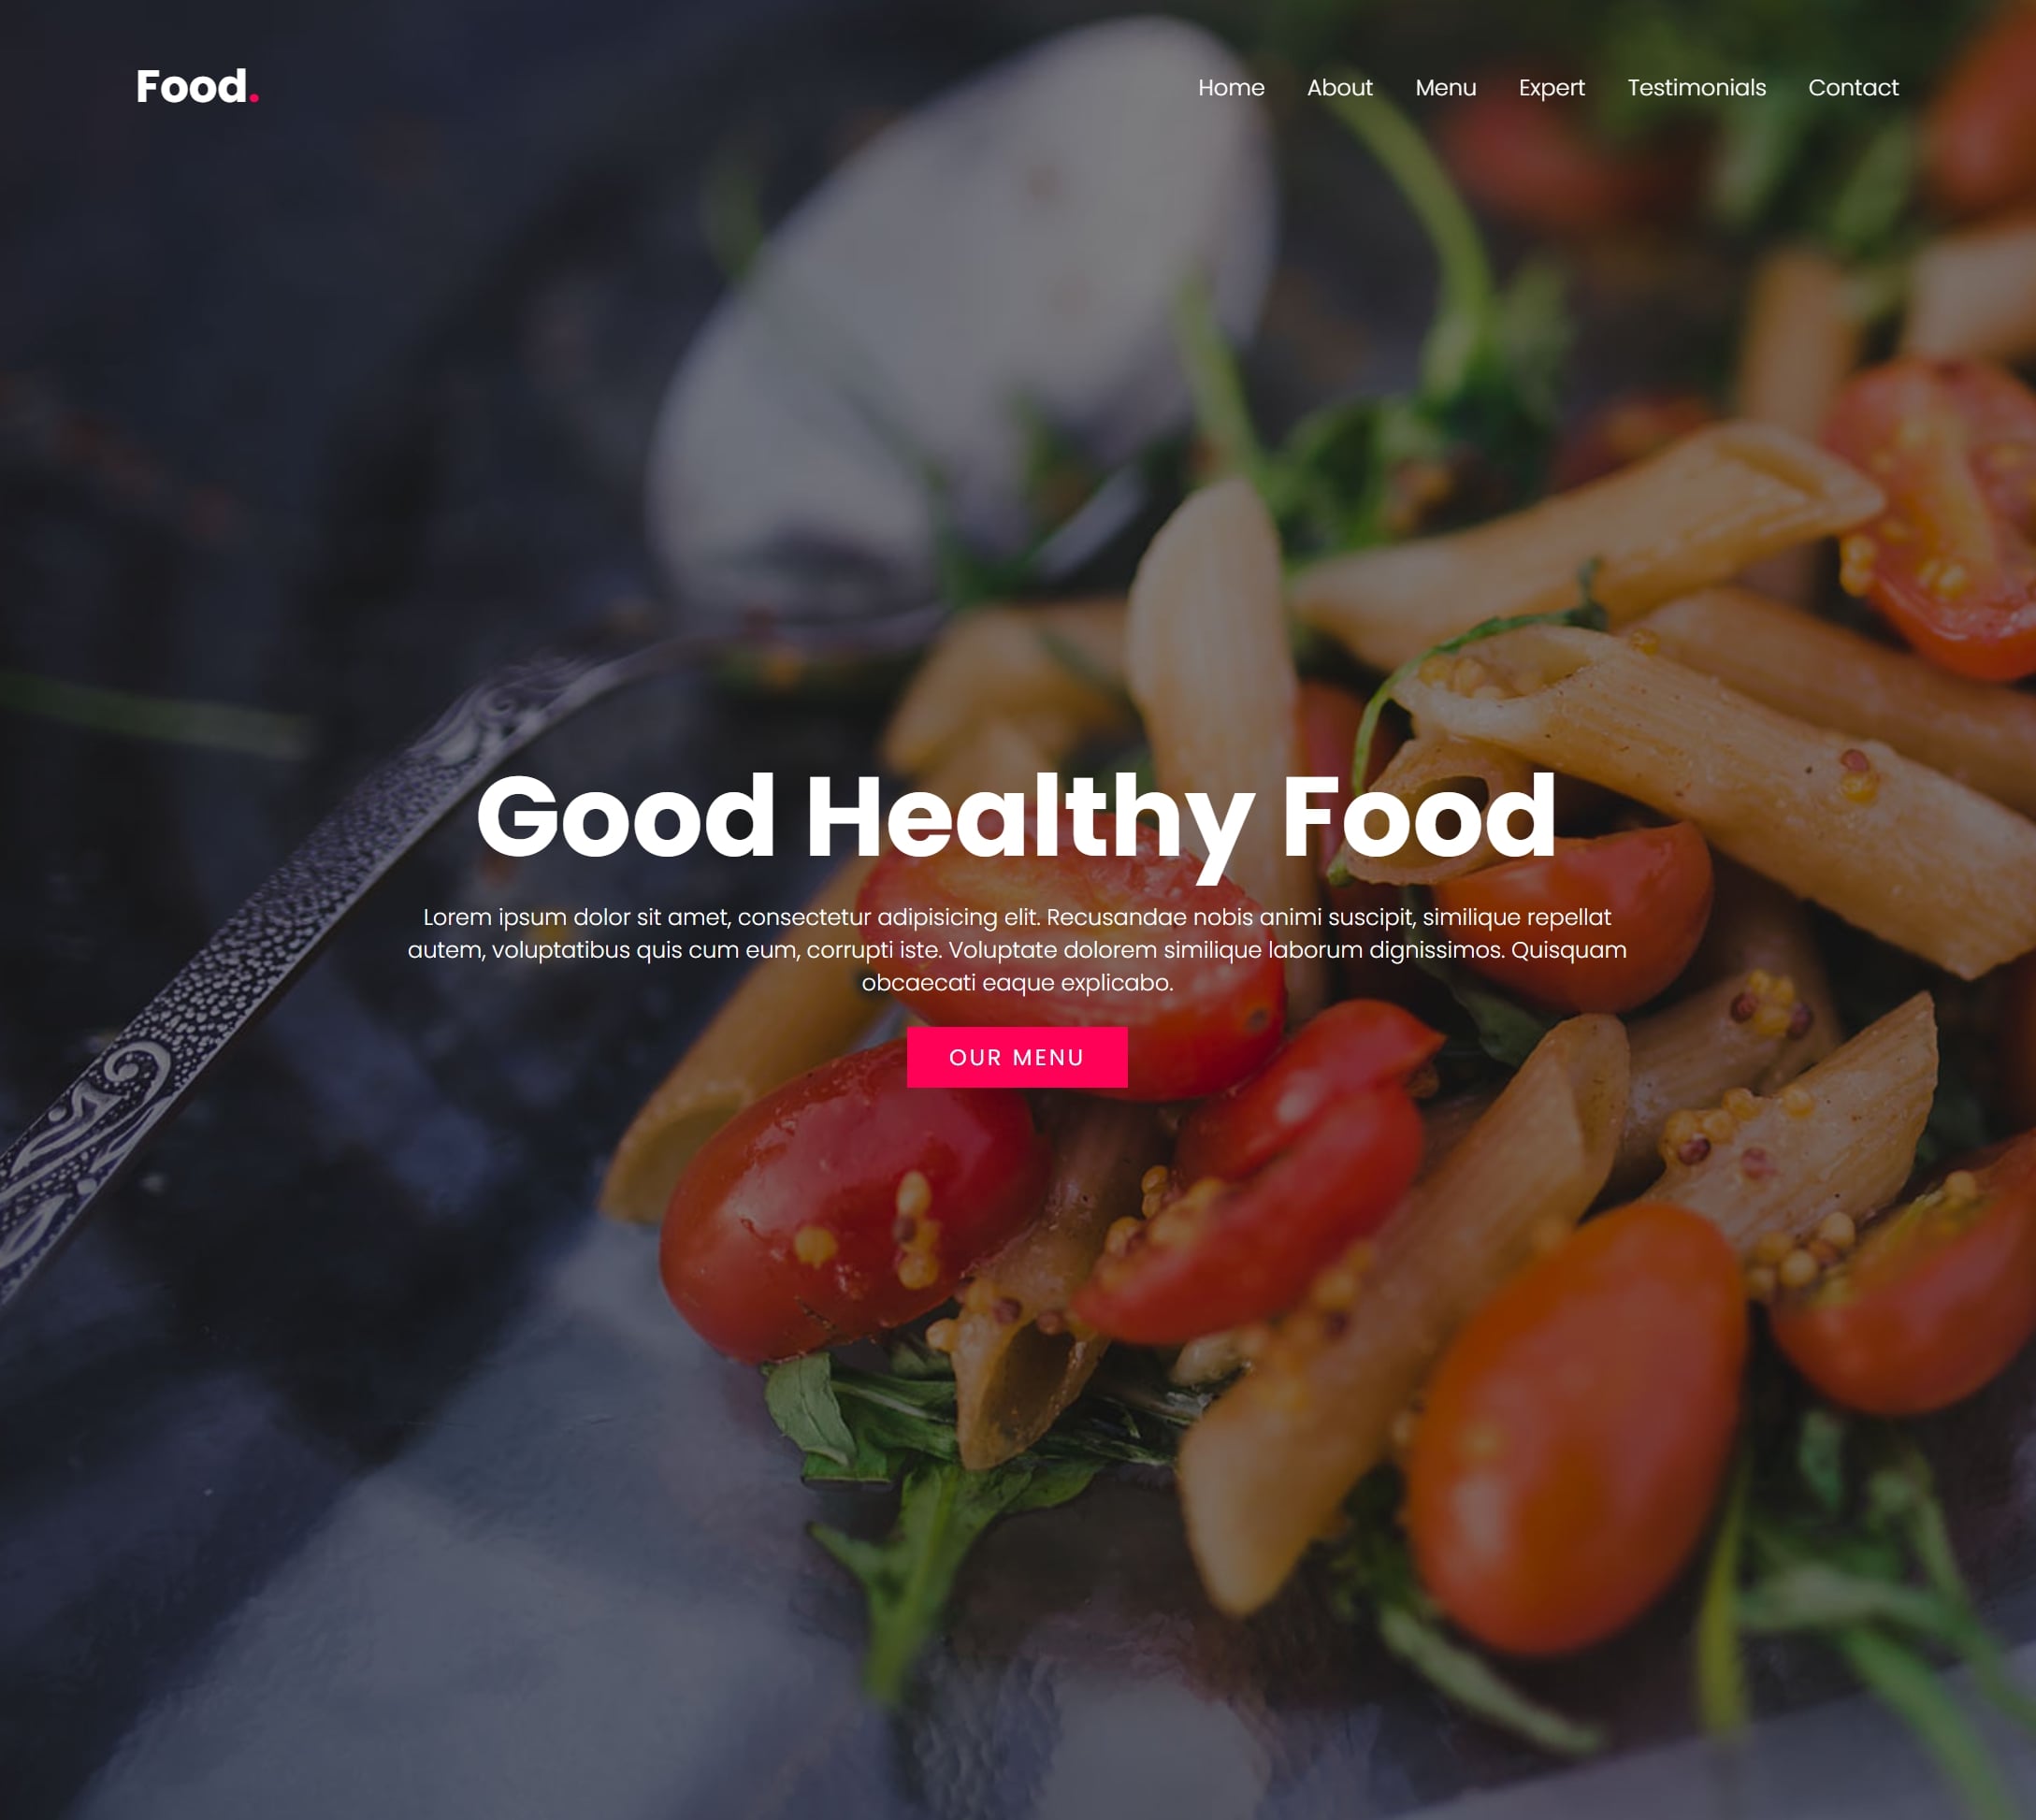 Food.
Home About Menu Expert Testimonials Contact
Good Healthy Food
Lorem ipsum dolor sit amet, consectetur adipisicing elit. Recusandae nobis animi suscipit, similique repellat
autem, voluptatibus quis cum eum, corrupti iste. Voluptate dolorem similique laborum dignissimos. Quisquam
obcaecati eaque explicabo.
OUR MENU